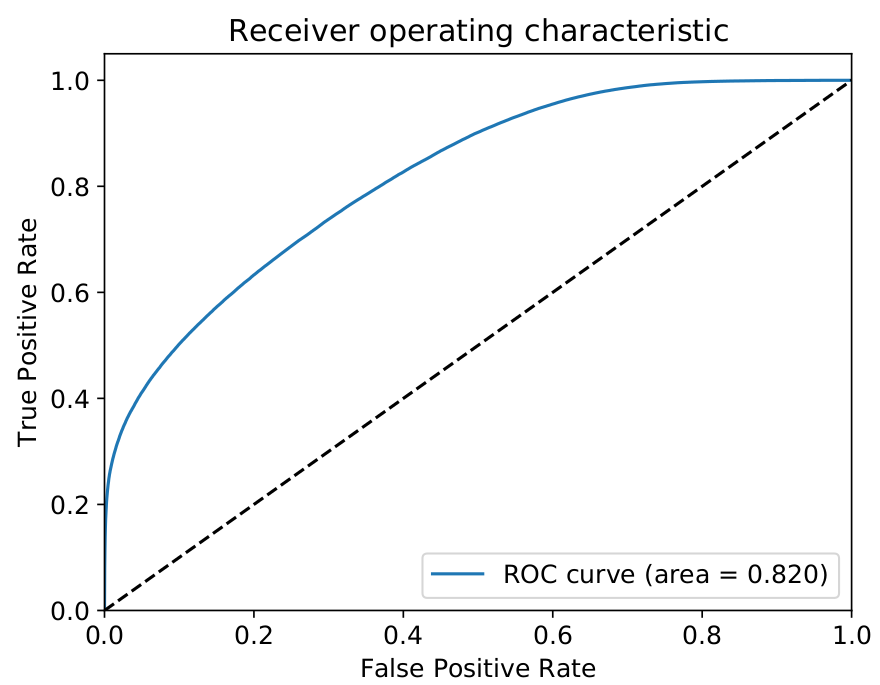 Receiver operating characteristic
1.0
0.8
0.6
0.4
0.2
0.0
True Positive Rate
ROC curve (area = 0.820)
0.0 0.2 0.4 0.6 0.8 1.0
False Positive Rate